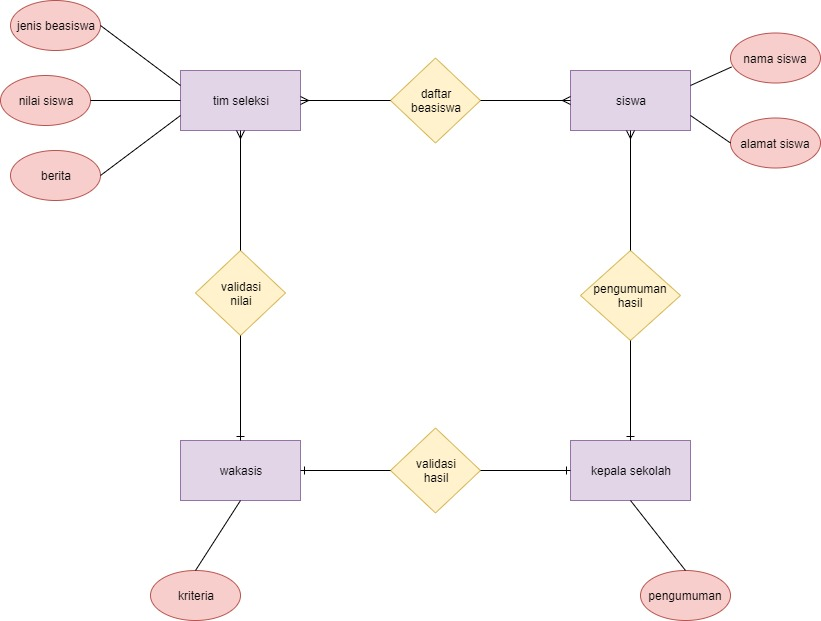 jenis beasiswa
nilai siswa
berita
tim seleksi
daftar
beasiswa
siswa
nama siswa
alamat siswa
validasi
nilai
pengumuman
hasil
wakasis
validasi
hasil
kepala sekolah
kriteria
pengumuman